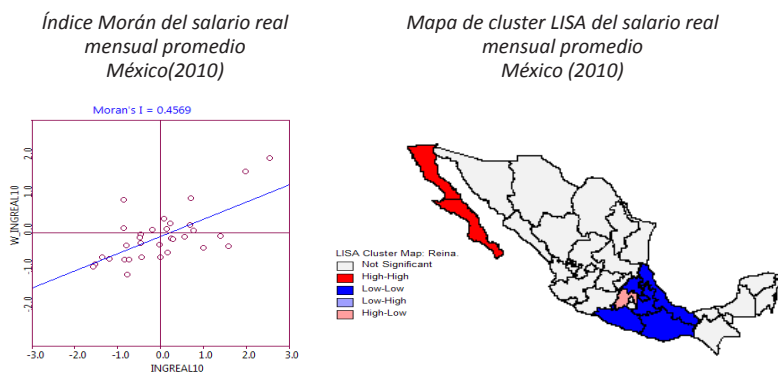 Índice Morán del salario real
mensual promedio
México(2010)
Moran's I = 0.4569
W_INGREAL10
2.0
1.0
0.0
-1.0
-2.0
-3.0 -2.0 -1.0 0.0 1.0 2.0 3.0
INGREAL10
Mapa de cluster LISA del salario real
mensual promedio
México (2010)
LISA Cluster Map: Reina.
Not Significant
High-High
Low-Low
Low-High
High-Low